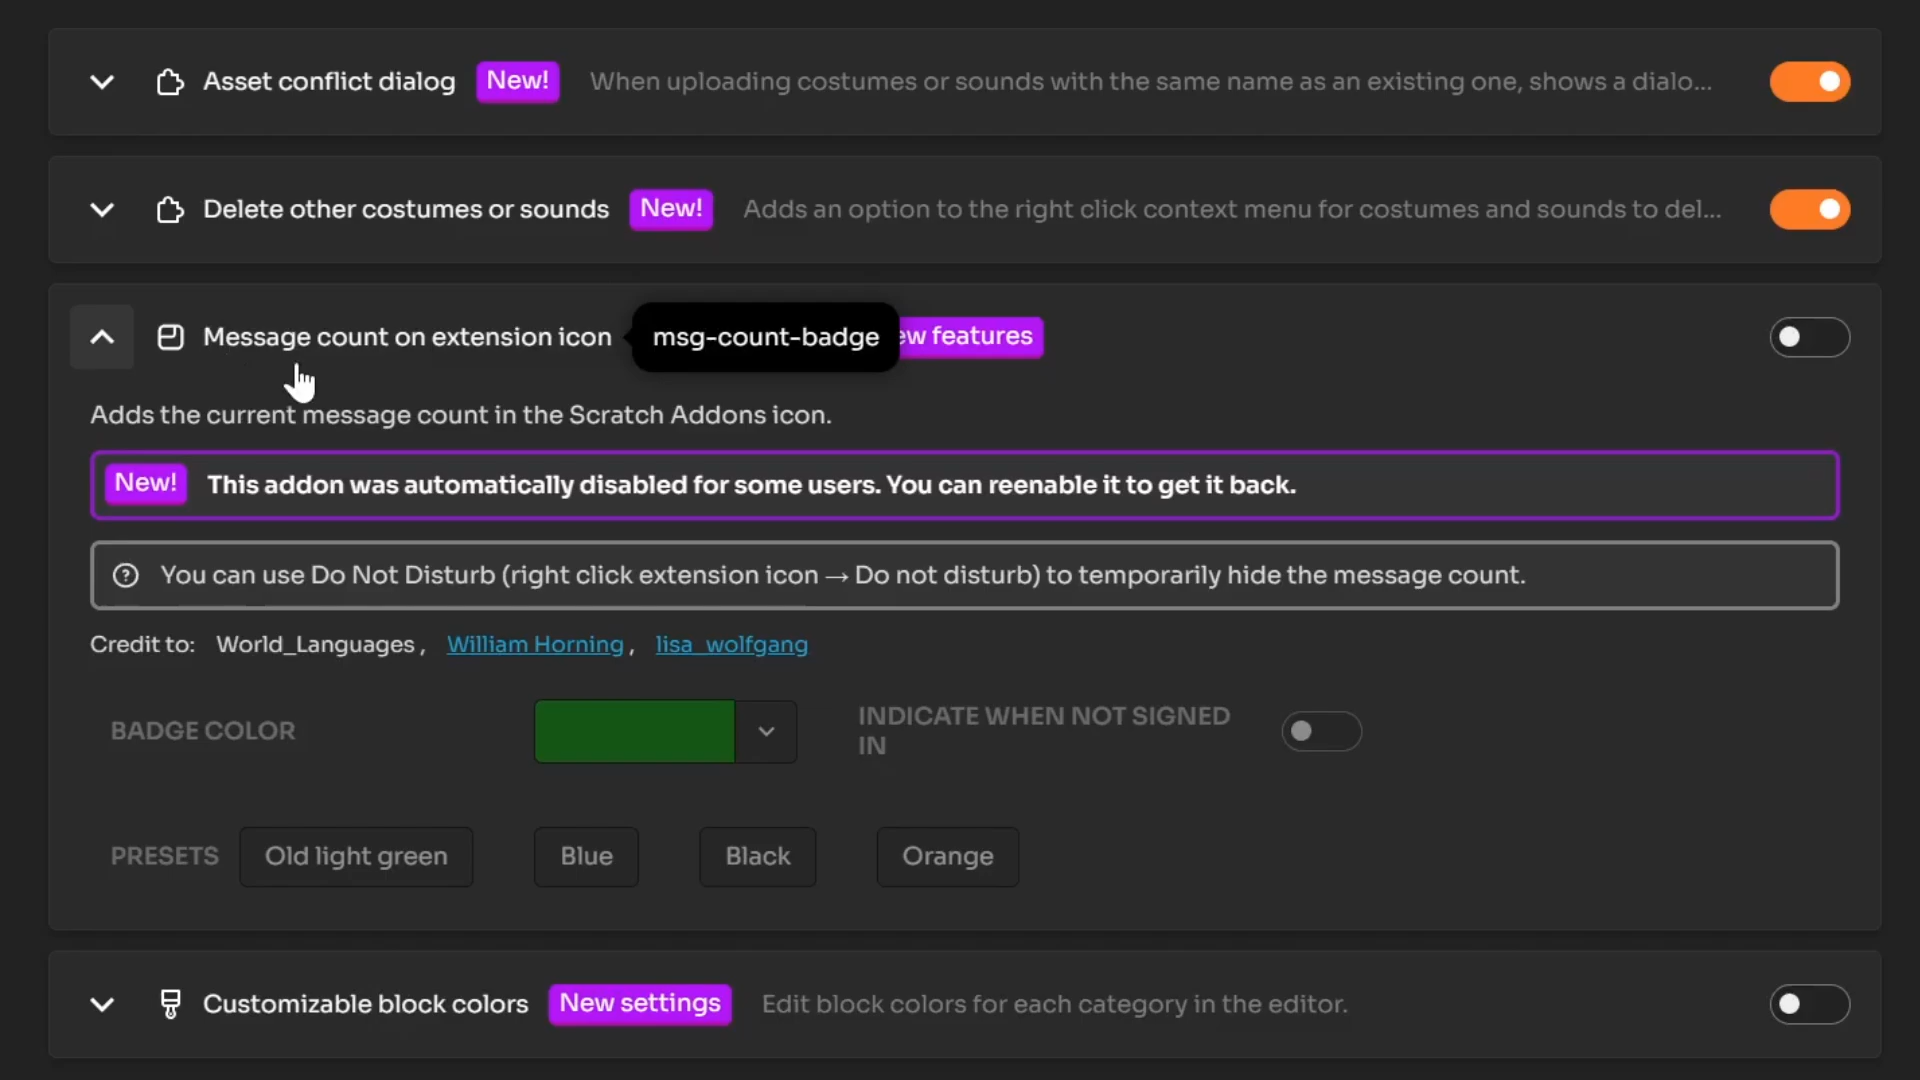 Asset conflict dialog New! When uploading costumes or sounds with the same name as an existing one, shows a dialo...
Delete other costumes or sounds New! Adds an option to the right click context menu for costumes and sounds to del...
Message count on extension icon msg-count-badge ew features
Adds the current message count in the Scratch Addons icon.
New! This addon was automatically disabled for some users. You can reenable it to get it back.
You can use Do Not Disturb (right click extension icon → Do not disturb) to temporarily hide the message count.
Credit to: World_Languages , William Horning , lisa_wolfgang
BADGE COLOR
INDICATE WHEN NOT SIGNED
IN
PRESETS Old light green Blue Black Orange
Customizable block colors New settings Edit block colors for each category in the editor.